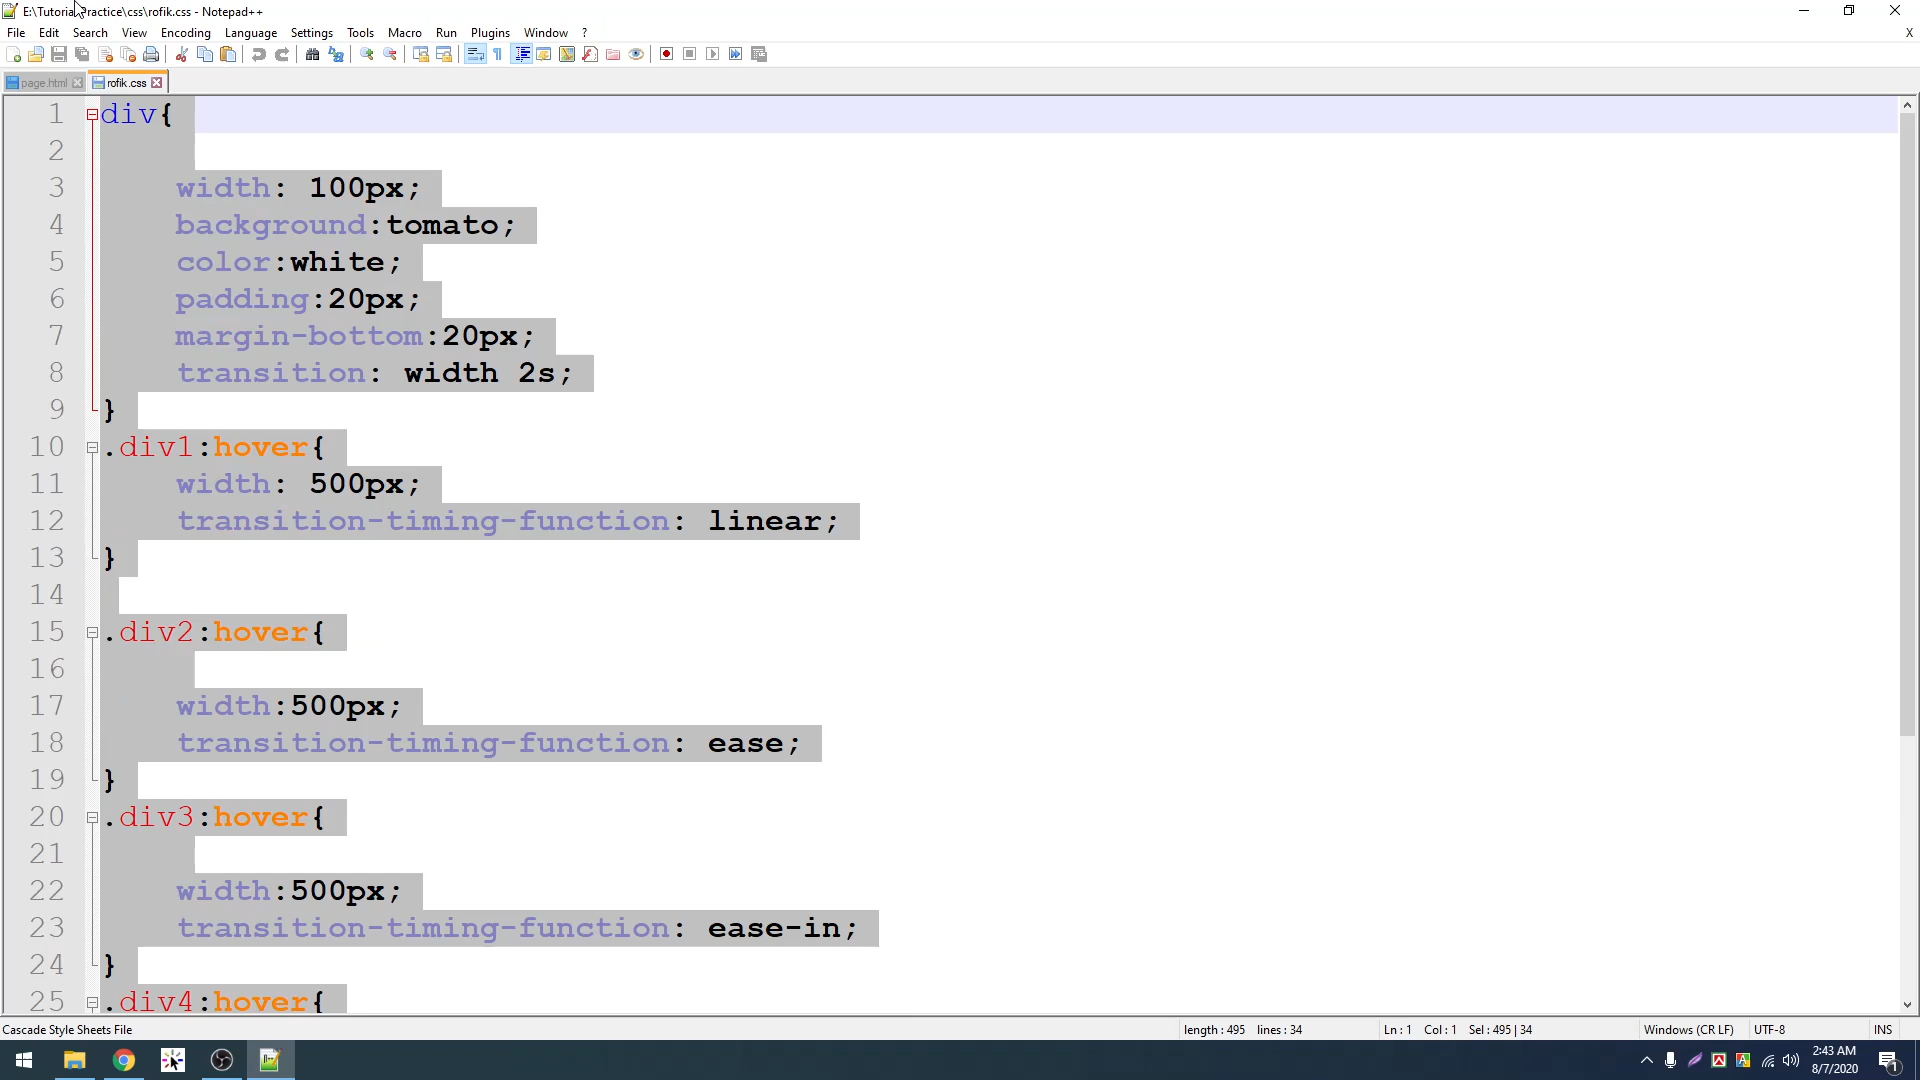 E:\Tutorial Practice\css\rofik.css - Notepad++
File Edit Search View Encoding Language Settings Tools Macro Run Plugins Window ? X
page.html rofik.css
1 div{
2
3 width: 100px;
4 background:tomato;
5 color:white;
6 padding:20px;
7 margin-bottom:20px;
8 transition: width 2s;
9 }
10 .div1:hover{
11 width: 500px;
12 transition-timing-function: linear;
13 }
14
15 .div2:hover{
16
17 width:500px;
18 transition-timing-function: ease;
19 }
20 .div3:hover{
21
22 width:500px;
23 transition-timing-function: ease-in;
24 }
25 .div4:hover{
Cascade Style Sheets File length : 495 lines : 34 Ln : 1 Col : 1 Sel : 495 | 34 Windows (CR LF) UTF-8 INS
2:43 AM
8/7/2020
1